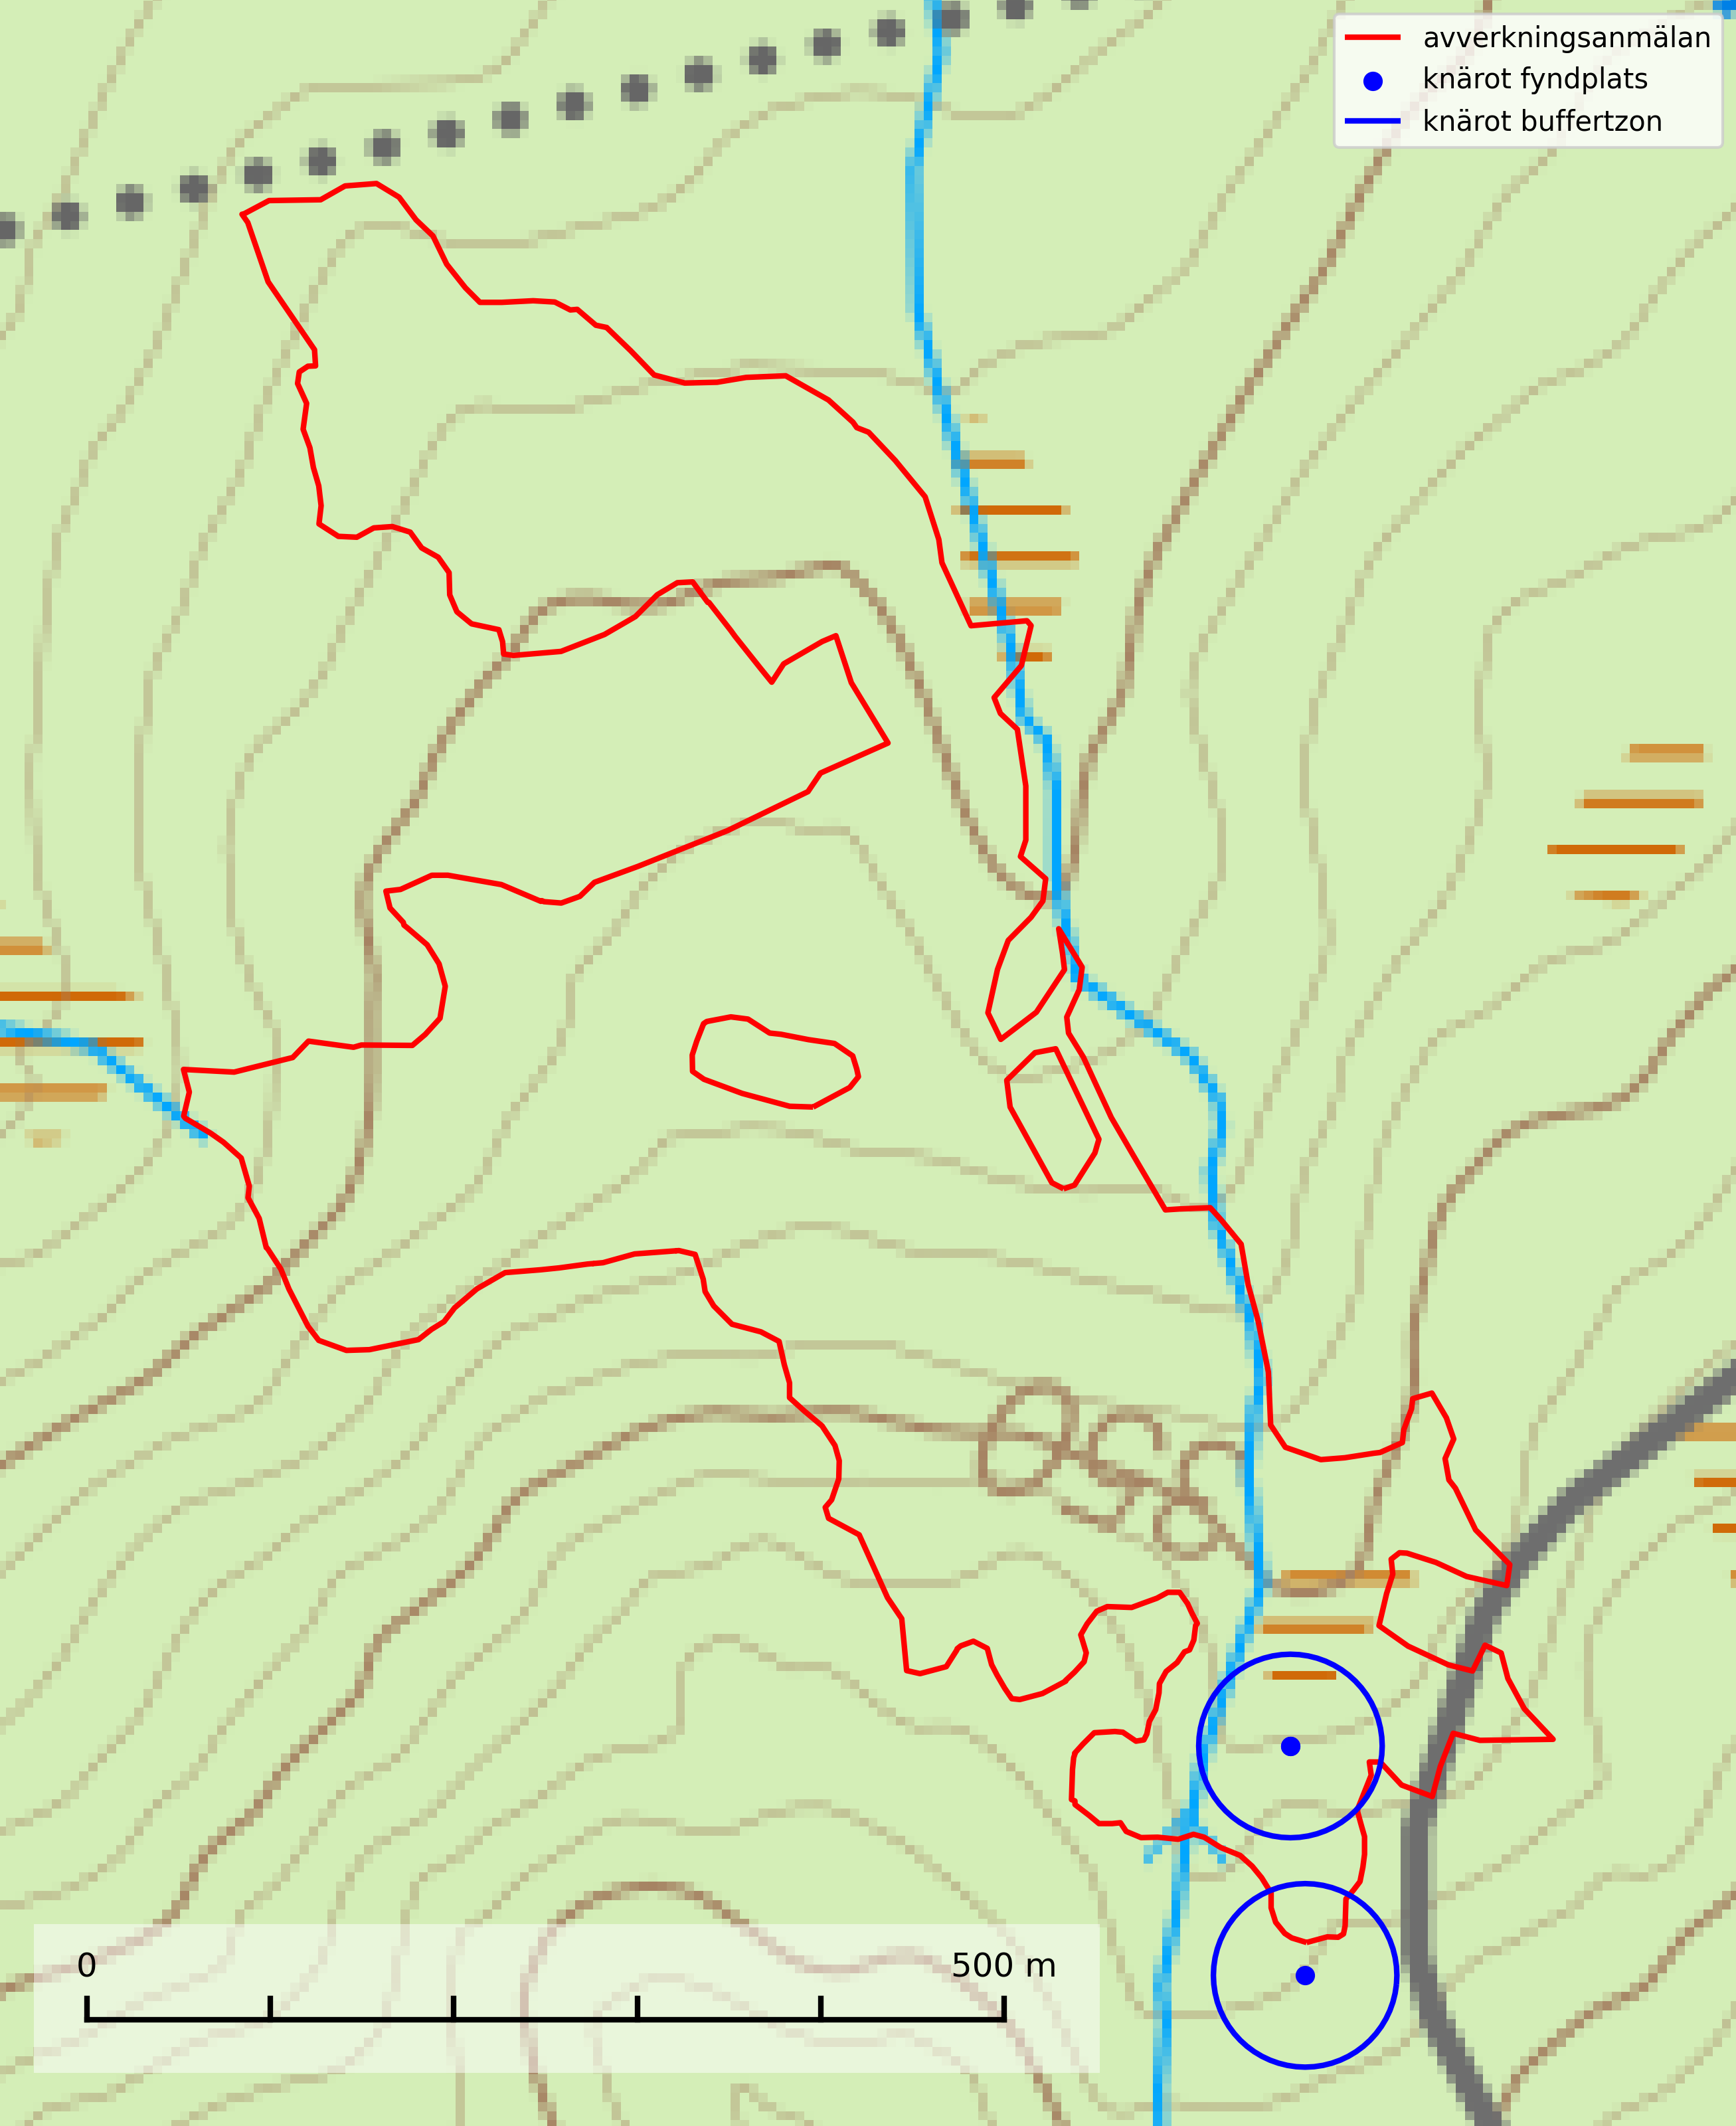 avverkningsanmälan
knärot fyndplats
knärot buffertzon
0
500 m